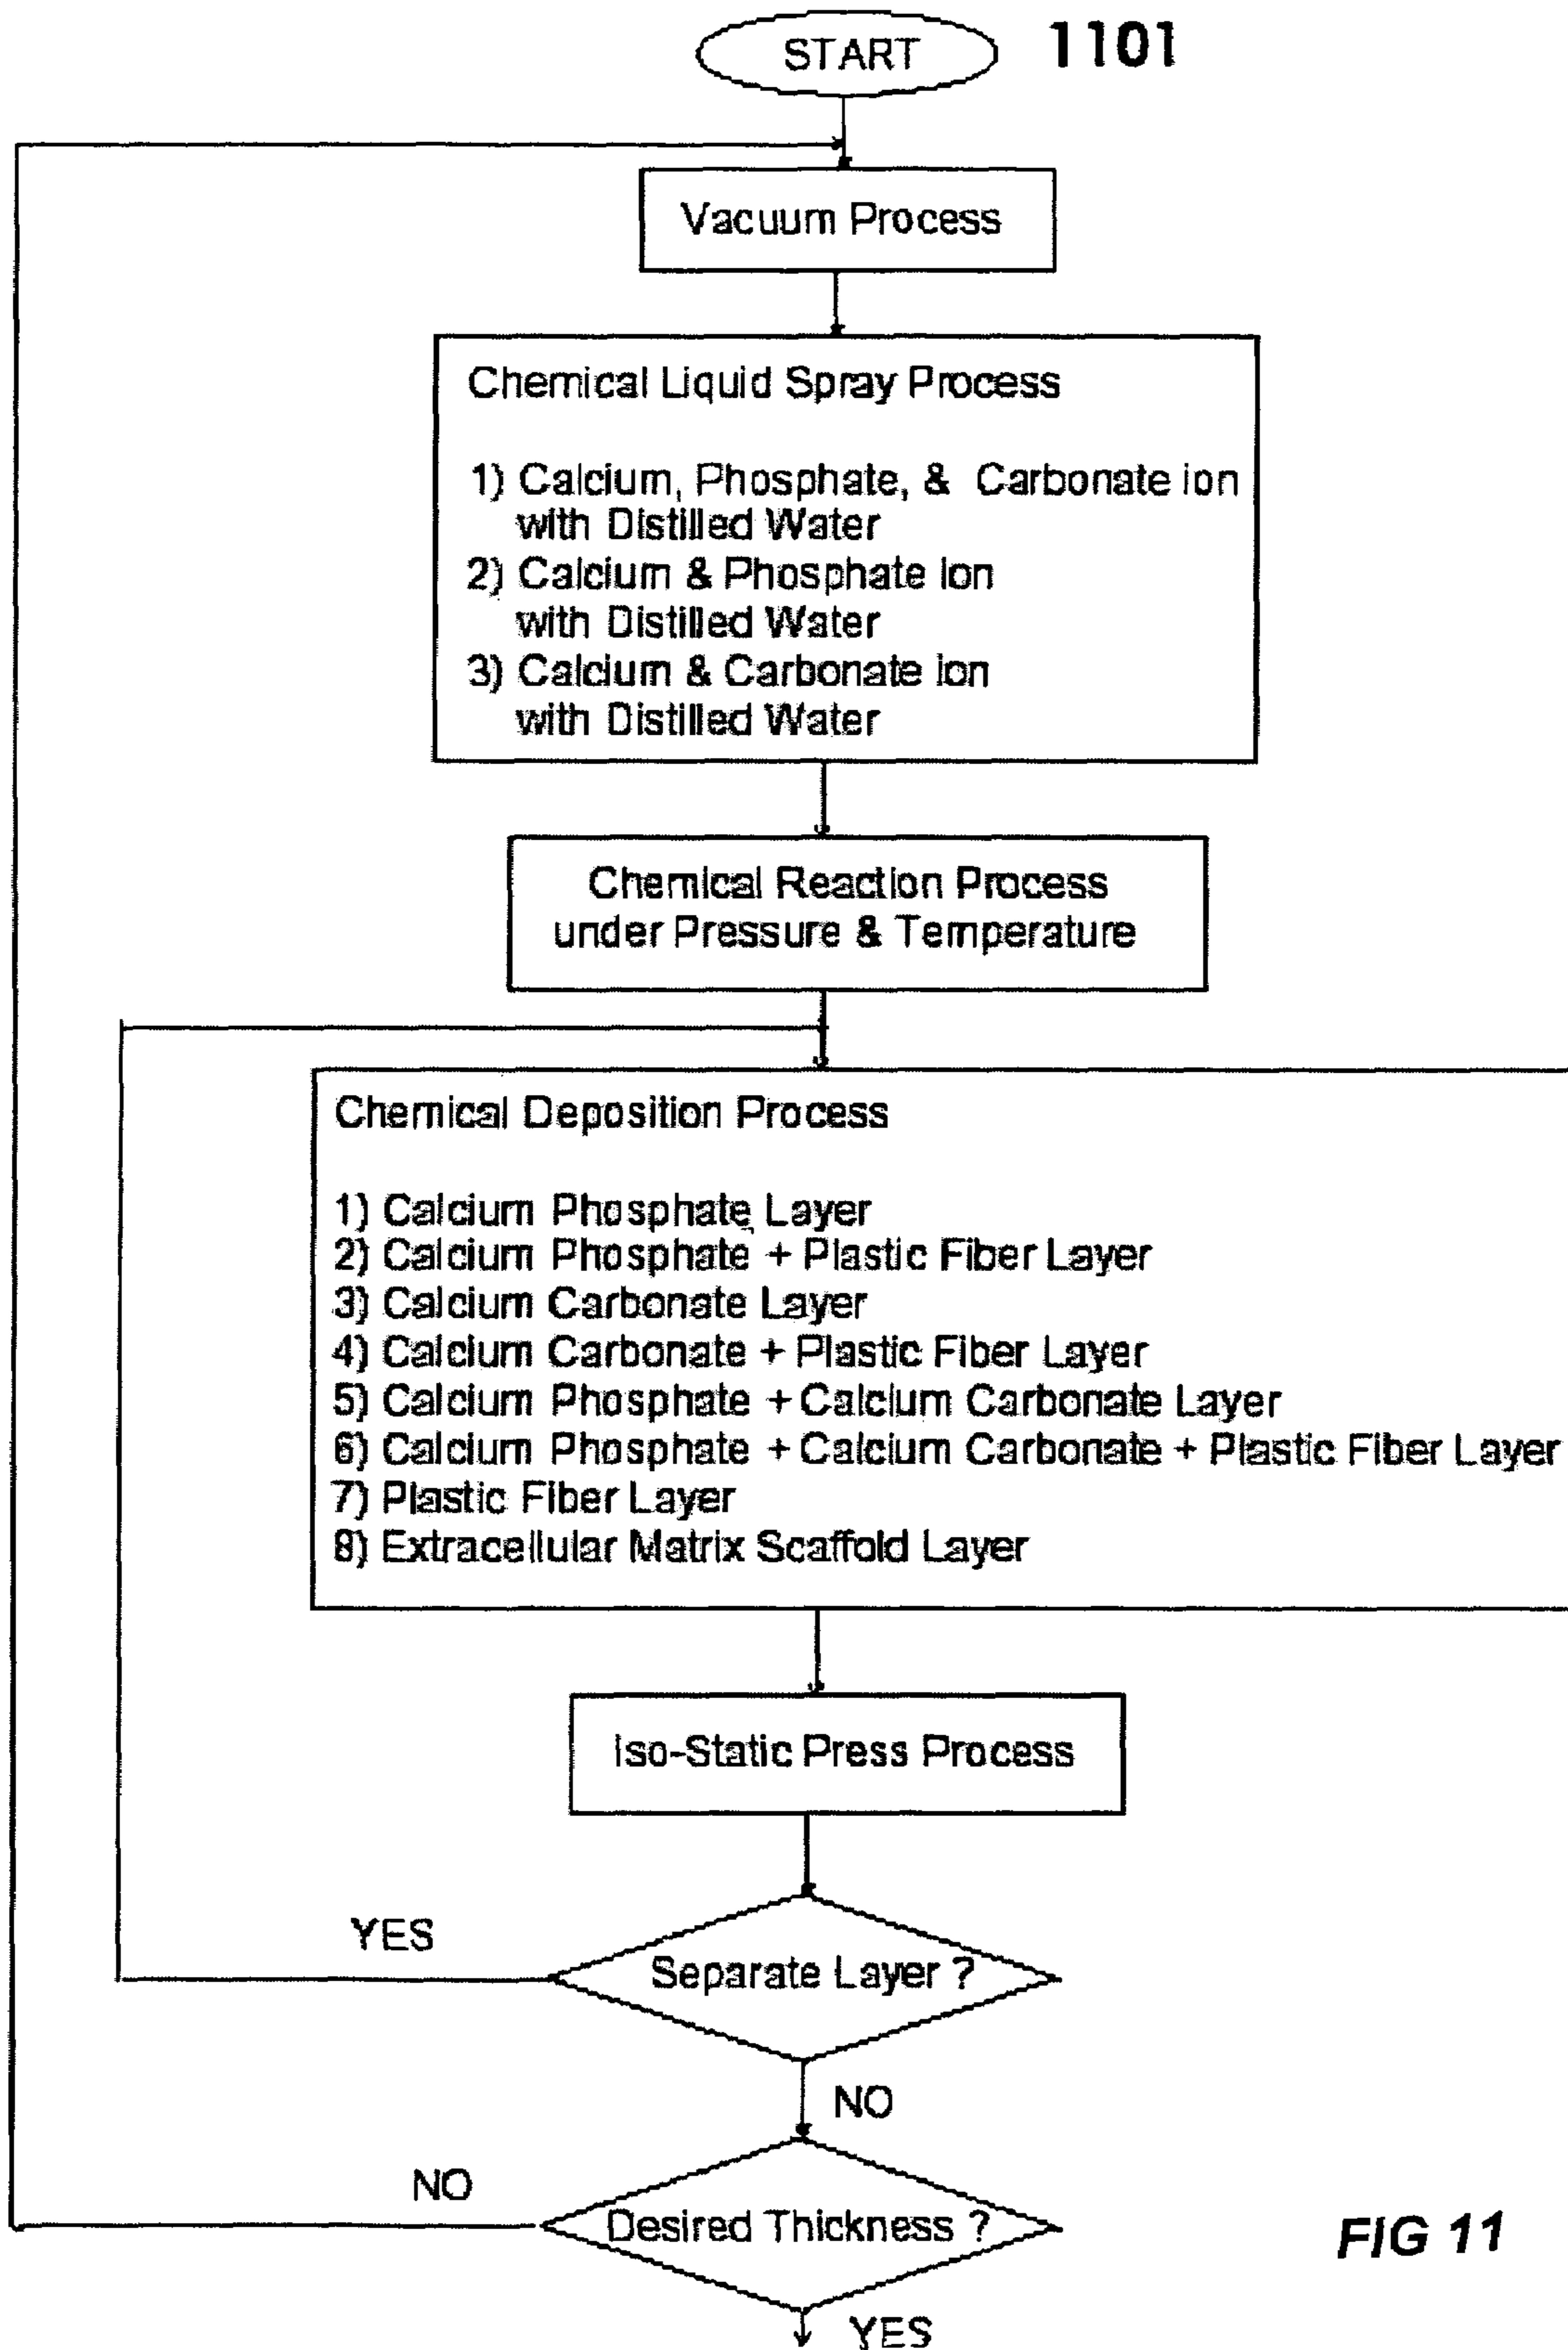 START 1101
Vacuum Process
Chemical Liquid Spray Process
1) Calcium, Phosphate, & Carbonate ion
with Distilled Water
2) Calcium & Phosphate Ion
with Distilled Water
3) Calcium & Carbonate Ion
with Distilled Water
Chemical Reaction Process
under Pressure & Temperature
Chemical Deposition Process
1) Calcium Phosphate Layer
2) Calcium Phosphate + Plastic Fiber Layer
3) Calcium Carbonate Layer
4) Calcium Carbonate + Plastic Fiber Layer
5) Calcium Phosphate + Calcium Carbonate Layer
6) Calcium Phosphate + Calcium Carbonate + Plastic Fiber Layer
7) Plastic Fiber Layer
8) Extracellular Matrix Scaffold Layer
Iso-Static Press Process
YES
Separate Layer ?
NO
NO
Desired Thickness ?
FIG 11
YES